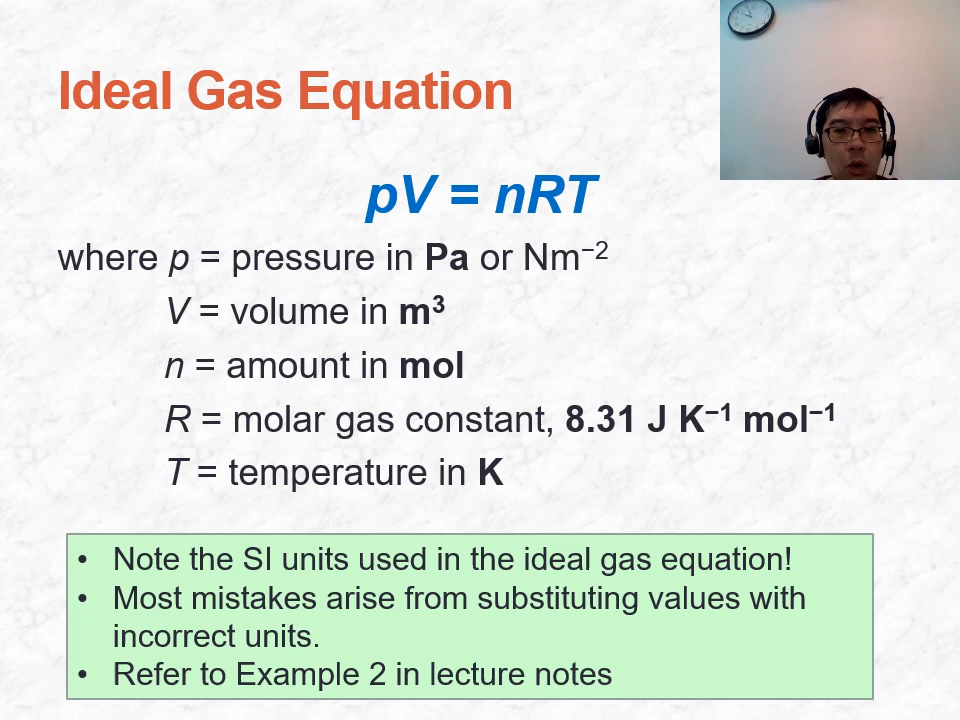 Ideal Gas Equation
pV = nRT
where p = pressure in Pa or Nm⁻²
V = volume in m³
n = amount in mol
R = molar gas constant, 8.31 J K⁻¹ mol⁻¹
T = temperature in K
• Note the SI units used in the ideal gas equation!
• Most mistakes arise from substituting values with
incorrect units.
• Refer to Example 2 in lecture notes